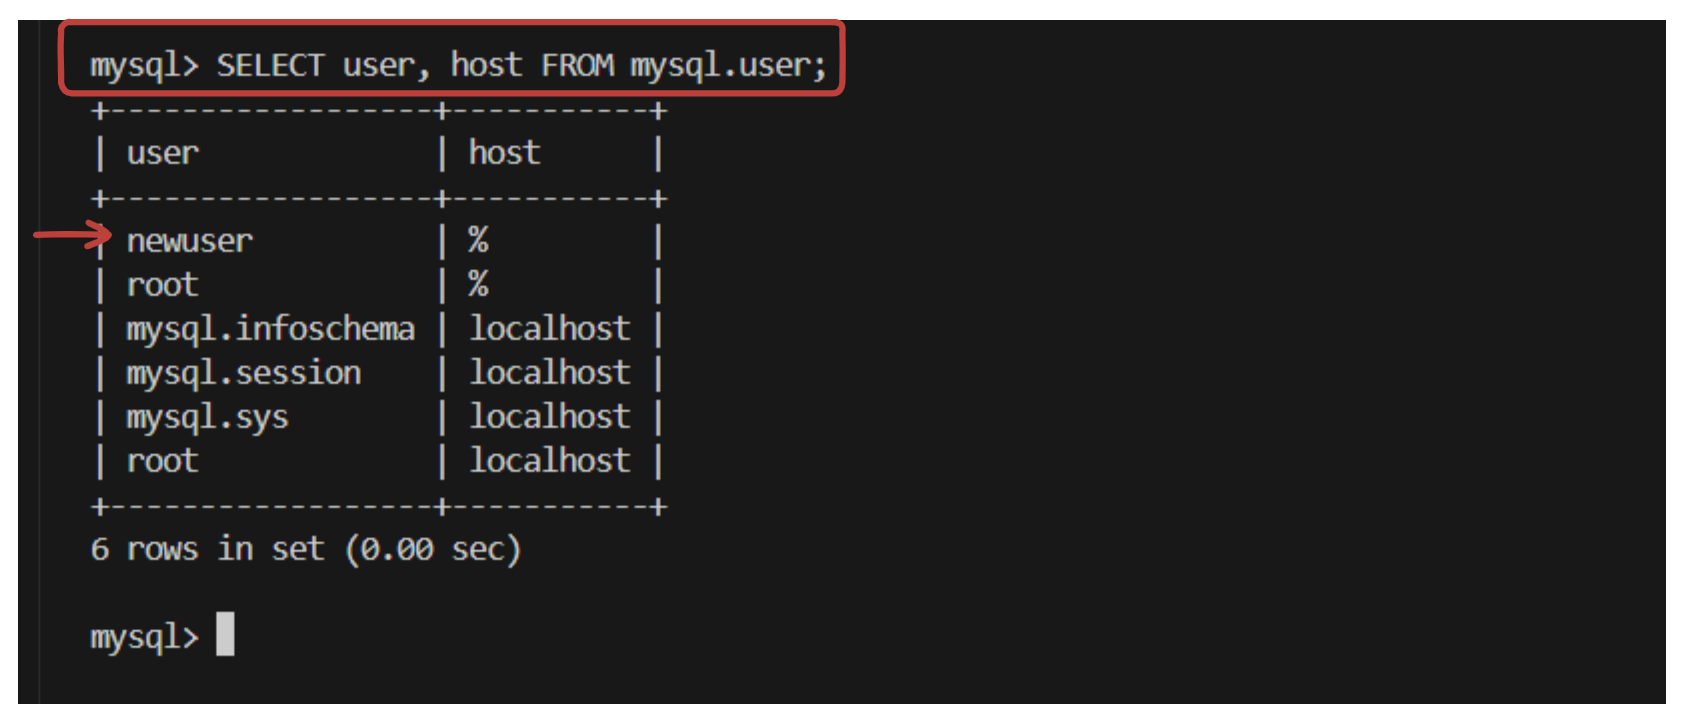 mysql> SELECT user, host FROM mysql.user;
+------------------+-----------+
| user             | host      |
+------------------+-----------+
| newuser          | %         |
| root             | %         |
| mysql.infoschema | localhost |
| mysql.session    | localhost |
| mysql.sys        | localhost |
| root             | localhost |
+------------------+-----------+
6 rows in set (0.00 sec)
mysql>